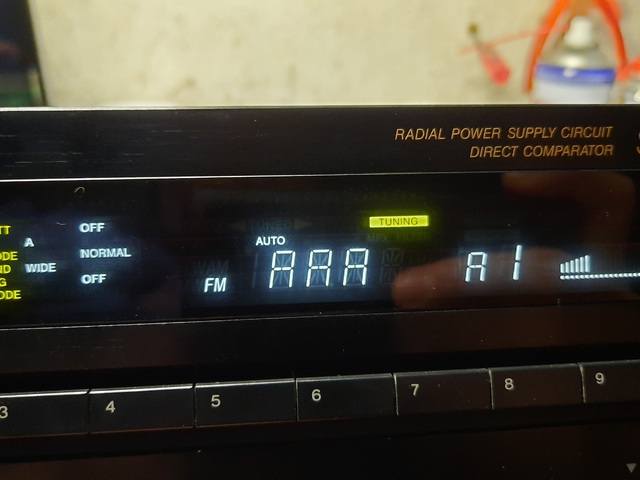 RADIAL POWER SUPPLY CIRCUIT
DIRECT COMPARATOR
TUNING
OFF
A
AUTO
NORMAL
WIDE
OFF
FM
AAA
A1
3
4
5
6
7
8
9